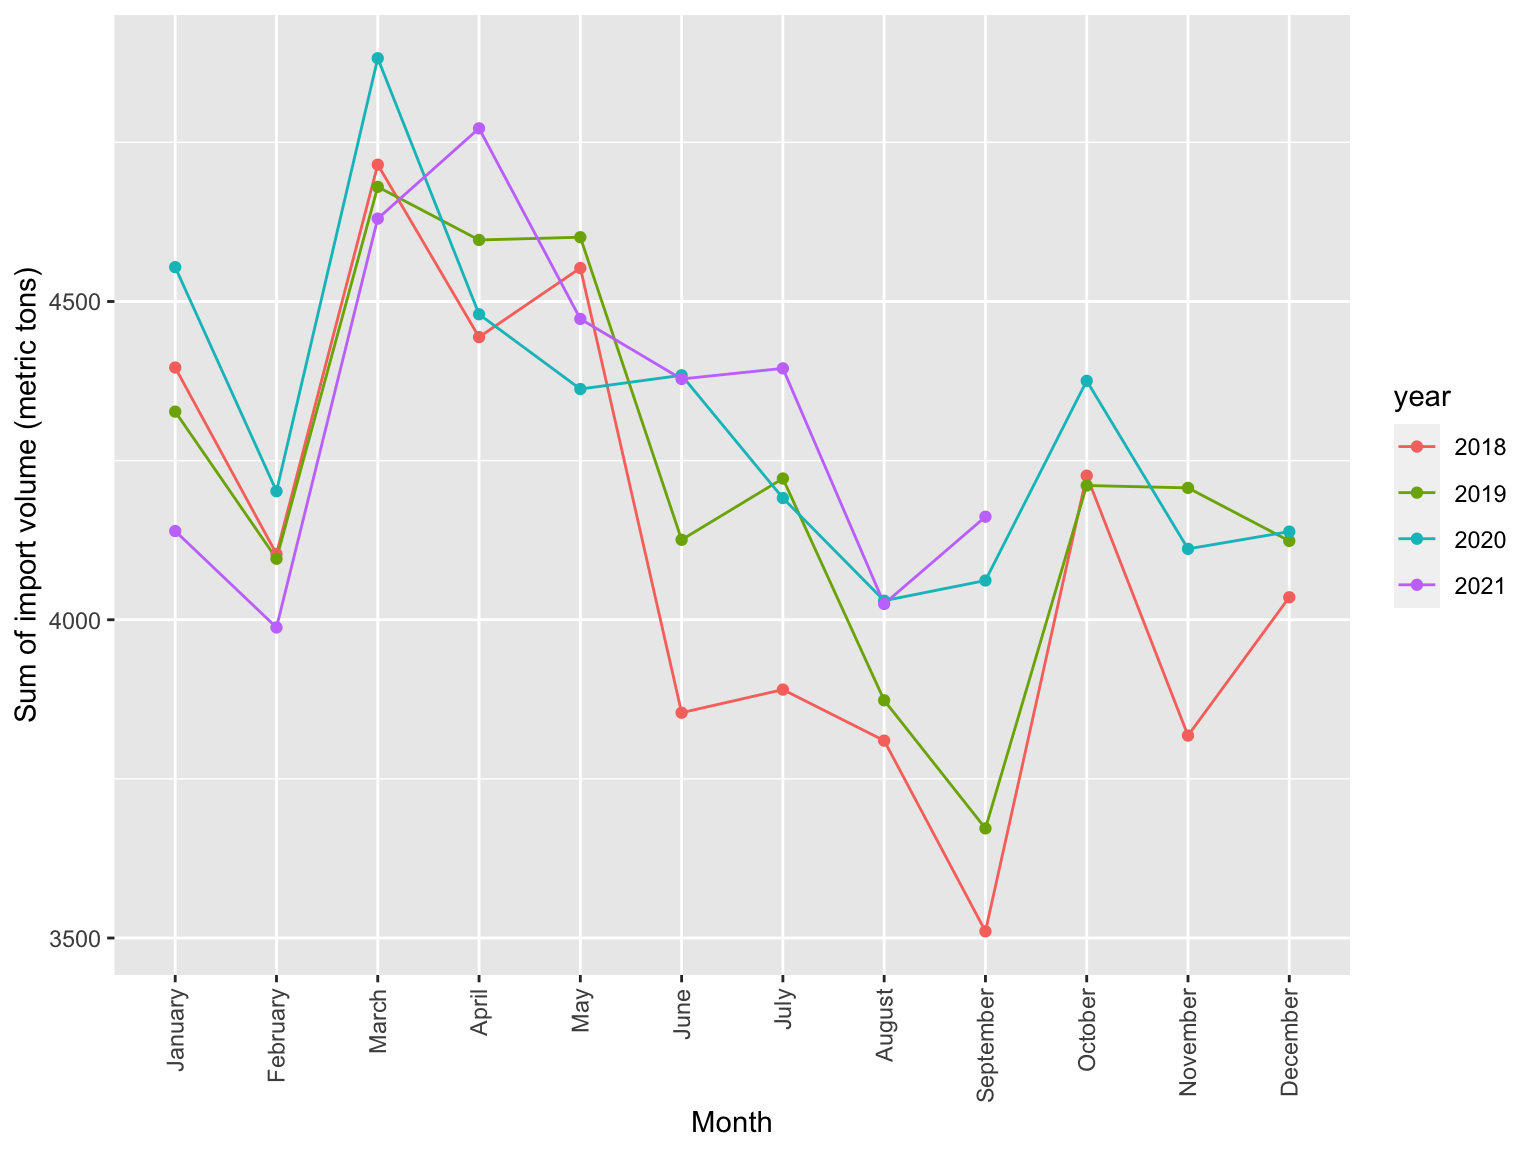 Sum of import volume (metric tons)
4500
4000
3500
January
February
March
April
May
June
July
August
September
October
November
December
Month
year
2018
2019
2020
2021